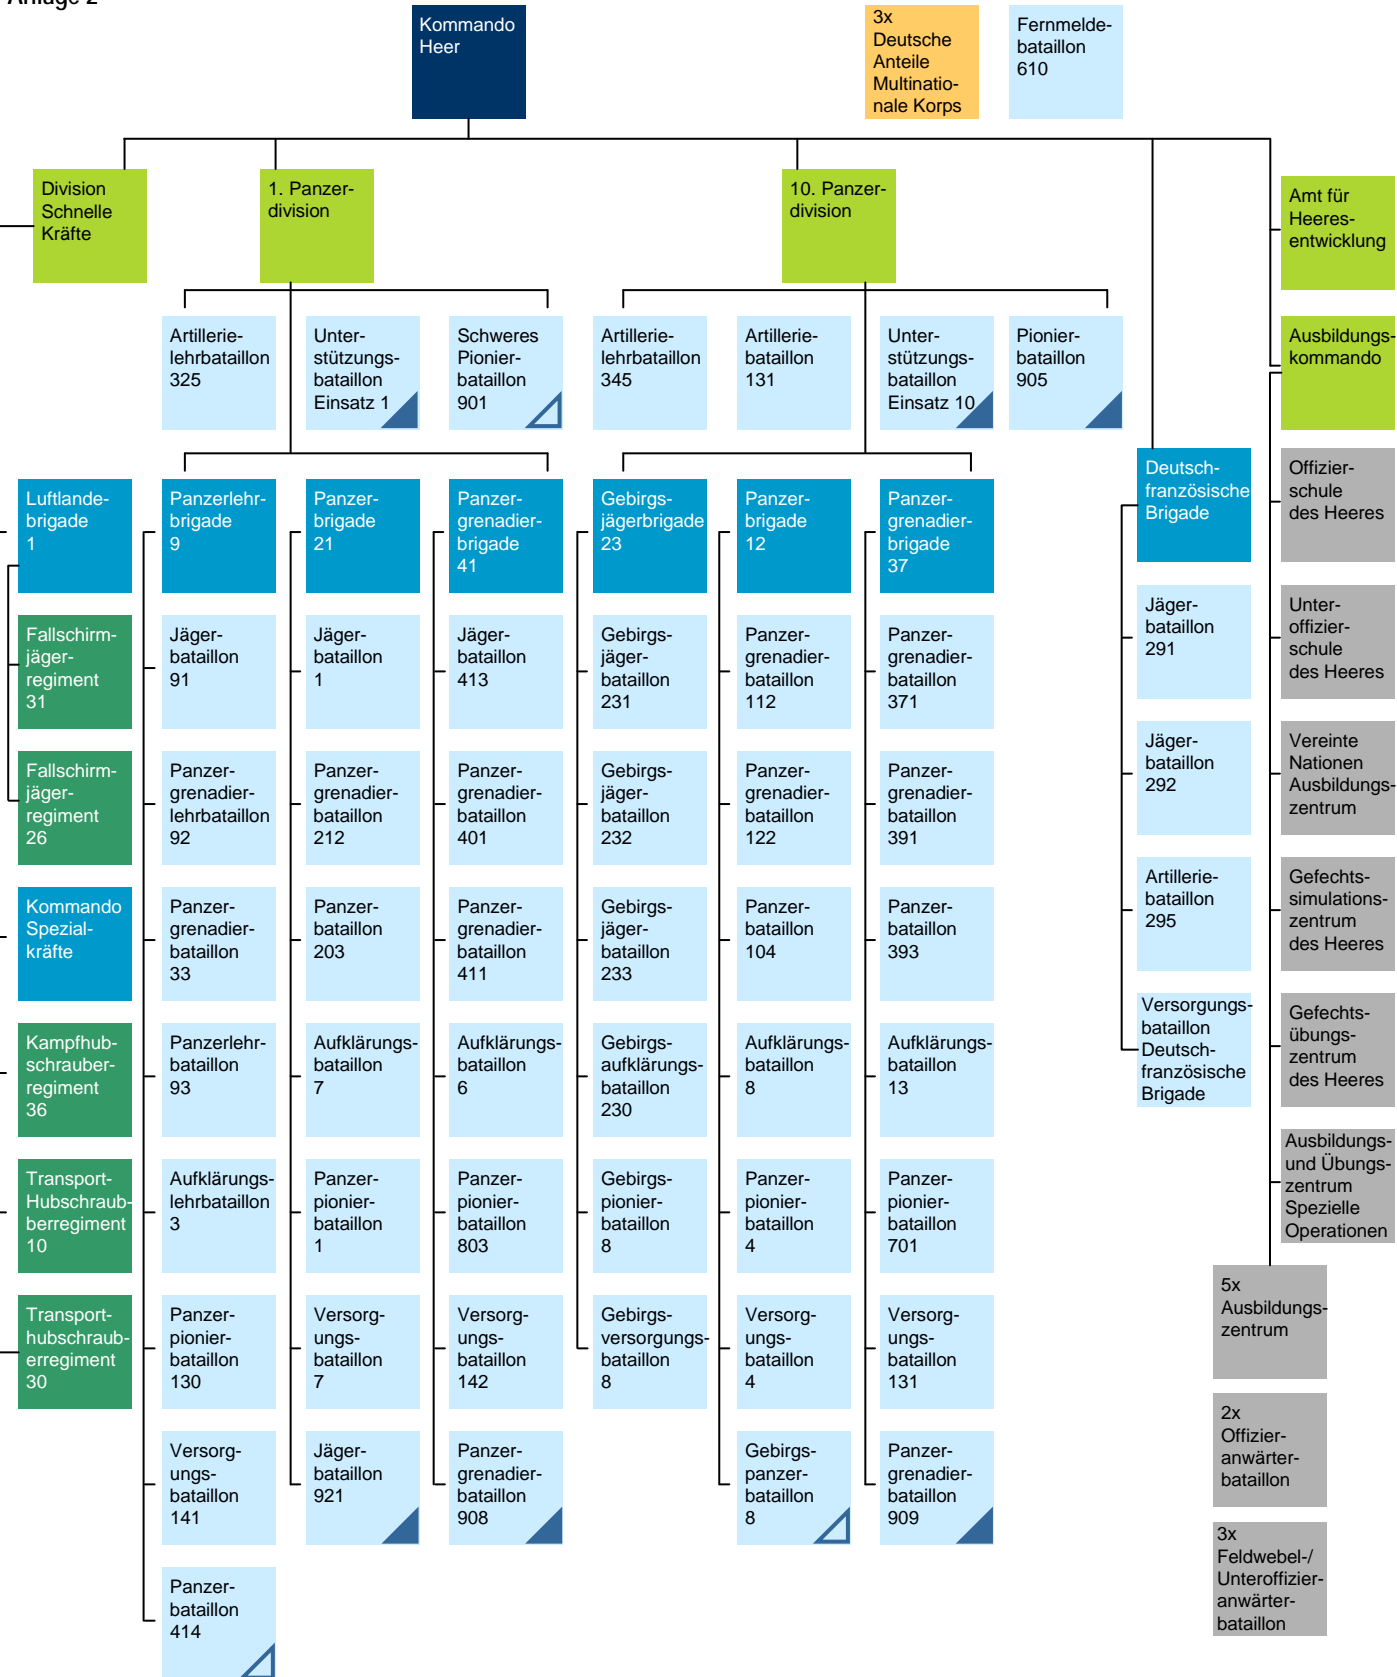 Anlage 2
Kommando
Heer
3x
Deutsche
Anteile
Multinatio-
nale Korps
Fernmelde-
bataillon
610
Division
Schnelle
Kräfte
1. Panzer-
division
10. Panzer-
division
Amt für
Heeres-
entwicklung
Artillerie-
lehrbataillon
325
Unter-
stützungs-
bataillon
Einsatz 1
Schweres
Pionier-
bataillon
901
Artillerie-
lehrbataillon
345
Artillerie-
bataillon
131
Unter-
stützungs-
bataillon
Einsatz 10
Pionier-
bataillon
905
Ausbildungs-
kommando
Luftlande-
brigade
1
Panzerlehr-
brigade
9
Panzer-
brigade
21
Panzer-
grenadier-
brigade
41
Gebirgs-
jägerbrigade
23
Panzer-
brigade
12
Panzer-
grenadier-
brigade
37
Deutsch-
französische
Brigade
Offizier-
schule
des Heeres
Fallschirm-
jäger-
regiment
31
Jäger-
bataillon
91
Jäger-
bataillon
1
Jäger-
bataillon
413
Gebirgs-
jäger-
bataillon
231
Panzer-
grenadier-
bataillon
112
Panzer-
grenadier-
bataillon
371
Jäger-
bataillon
291
Unter-
offizier-
schule
des Heeres
Fallschirm-
jäger-
regiment
26
Panzer-
grenadier-
lehrbataillon
92
Panzer-
grenadier-
bataillon
212
Panzer-
grenadier-
bataillon
401
Gebirgs-
jäger-
bataillon
232
Panzer-
grenadier-
bataillon
122
Panzer-
grenadier-
bataillon
391
Jäger-
bataillon
292
Vereinte
Nationen
Ausbildungs-
zentrum
Kommando
Spezial-
kräfte
Panzer-
grenadier-
bataillon
33
Panzer-
bataillon
203
Panzer-
grenadier-
bataillon
411
Gebirgs-
jäger-
bataillon
233
Panzer-
bataillon
104
Panzer-
bataillon
393
Artillerie-
bataillon
295
Gefechts-
simulations-
zentrum
des Heeres
Kampfhub-
schrauber-
regiment
36
Panzerlehr-
bataillon
93
Aufklärungs-
bataillon
7
Aufklärungs-
bataillon
6
Gebirgs-
aufklärungs-
bataillon
230
Aufklärungs-
bataillon
8
Aufklärungs-
bataillon
13
Versorgungs-
bataillon
Deutsch-
französische
Brigade
Gefechts-
übungs-
zentrum
des Heeres
Transport-
Hubschraub-
berregiment
10
Aufklärungs-
lehrbataillon
3
Panzer-
pionier-
bataillon
1
Panzer-
pionier-
bataillon
803
Gebirgs-
pionier-
bataillon
8
Panzer-
pionier-
bataillon
4
Panzer-
pionier-
bataillon
701
Ausbildungs-
und Übungs-
zentrum
Spezielle
Operationen
Transport-
hubschraub-
erregiment
30
Panzer-
pionier-
bataillon
130
Versorg-
ungs-
bataillon
7
Versorg-
ungs-
bataillon
142
Gebirgs-
versorgungs-
bataillon
8
Versorg-
ungs-
bataillon
4
Versorg-
ungs-
bataillon
131
5x
Ausbildungs-
zentrum
Versorg-
ungs-
bataillon
141
Jäger-
bataillon
921
Panzer-
grenadier-
bataillon
908
Gebirgs-
panzer-
bataillon
8
Panzer-
grenadier-
bataillon
909
2x
Offizier-
anwärter-
bataillon
Panzer-
bataillon
414
3x
Feldwebel-/
Unteroffizier-
anwärter-
bataillon